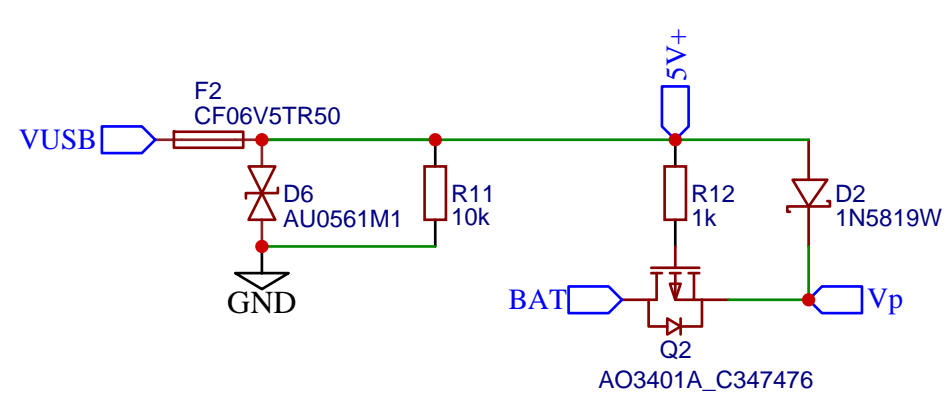 5V+
F2
CF06V5TR50
VUSB
D6
AU0561M1
R11
10k
R12
1k
D2
1N5819W
GND
BAT
Vp
Q2
AO3401A_C347476